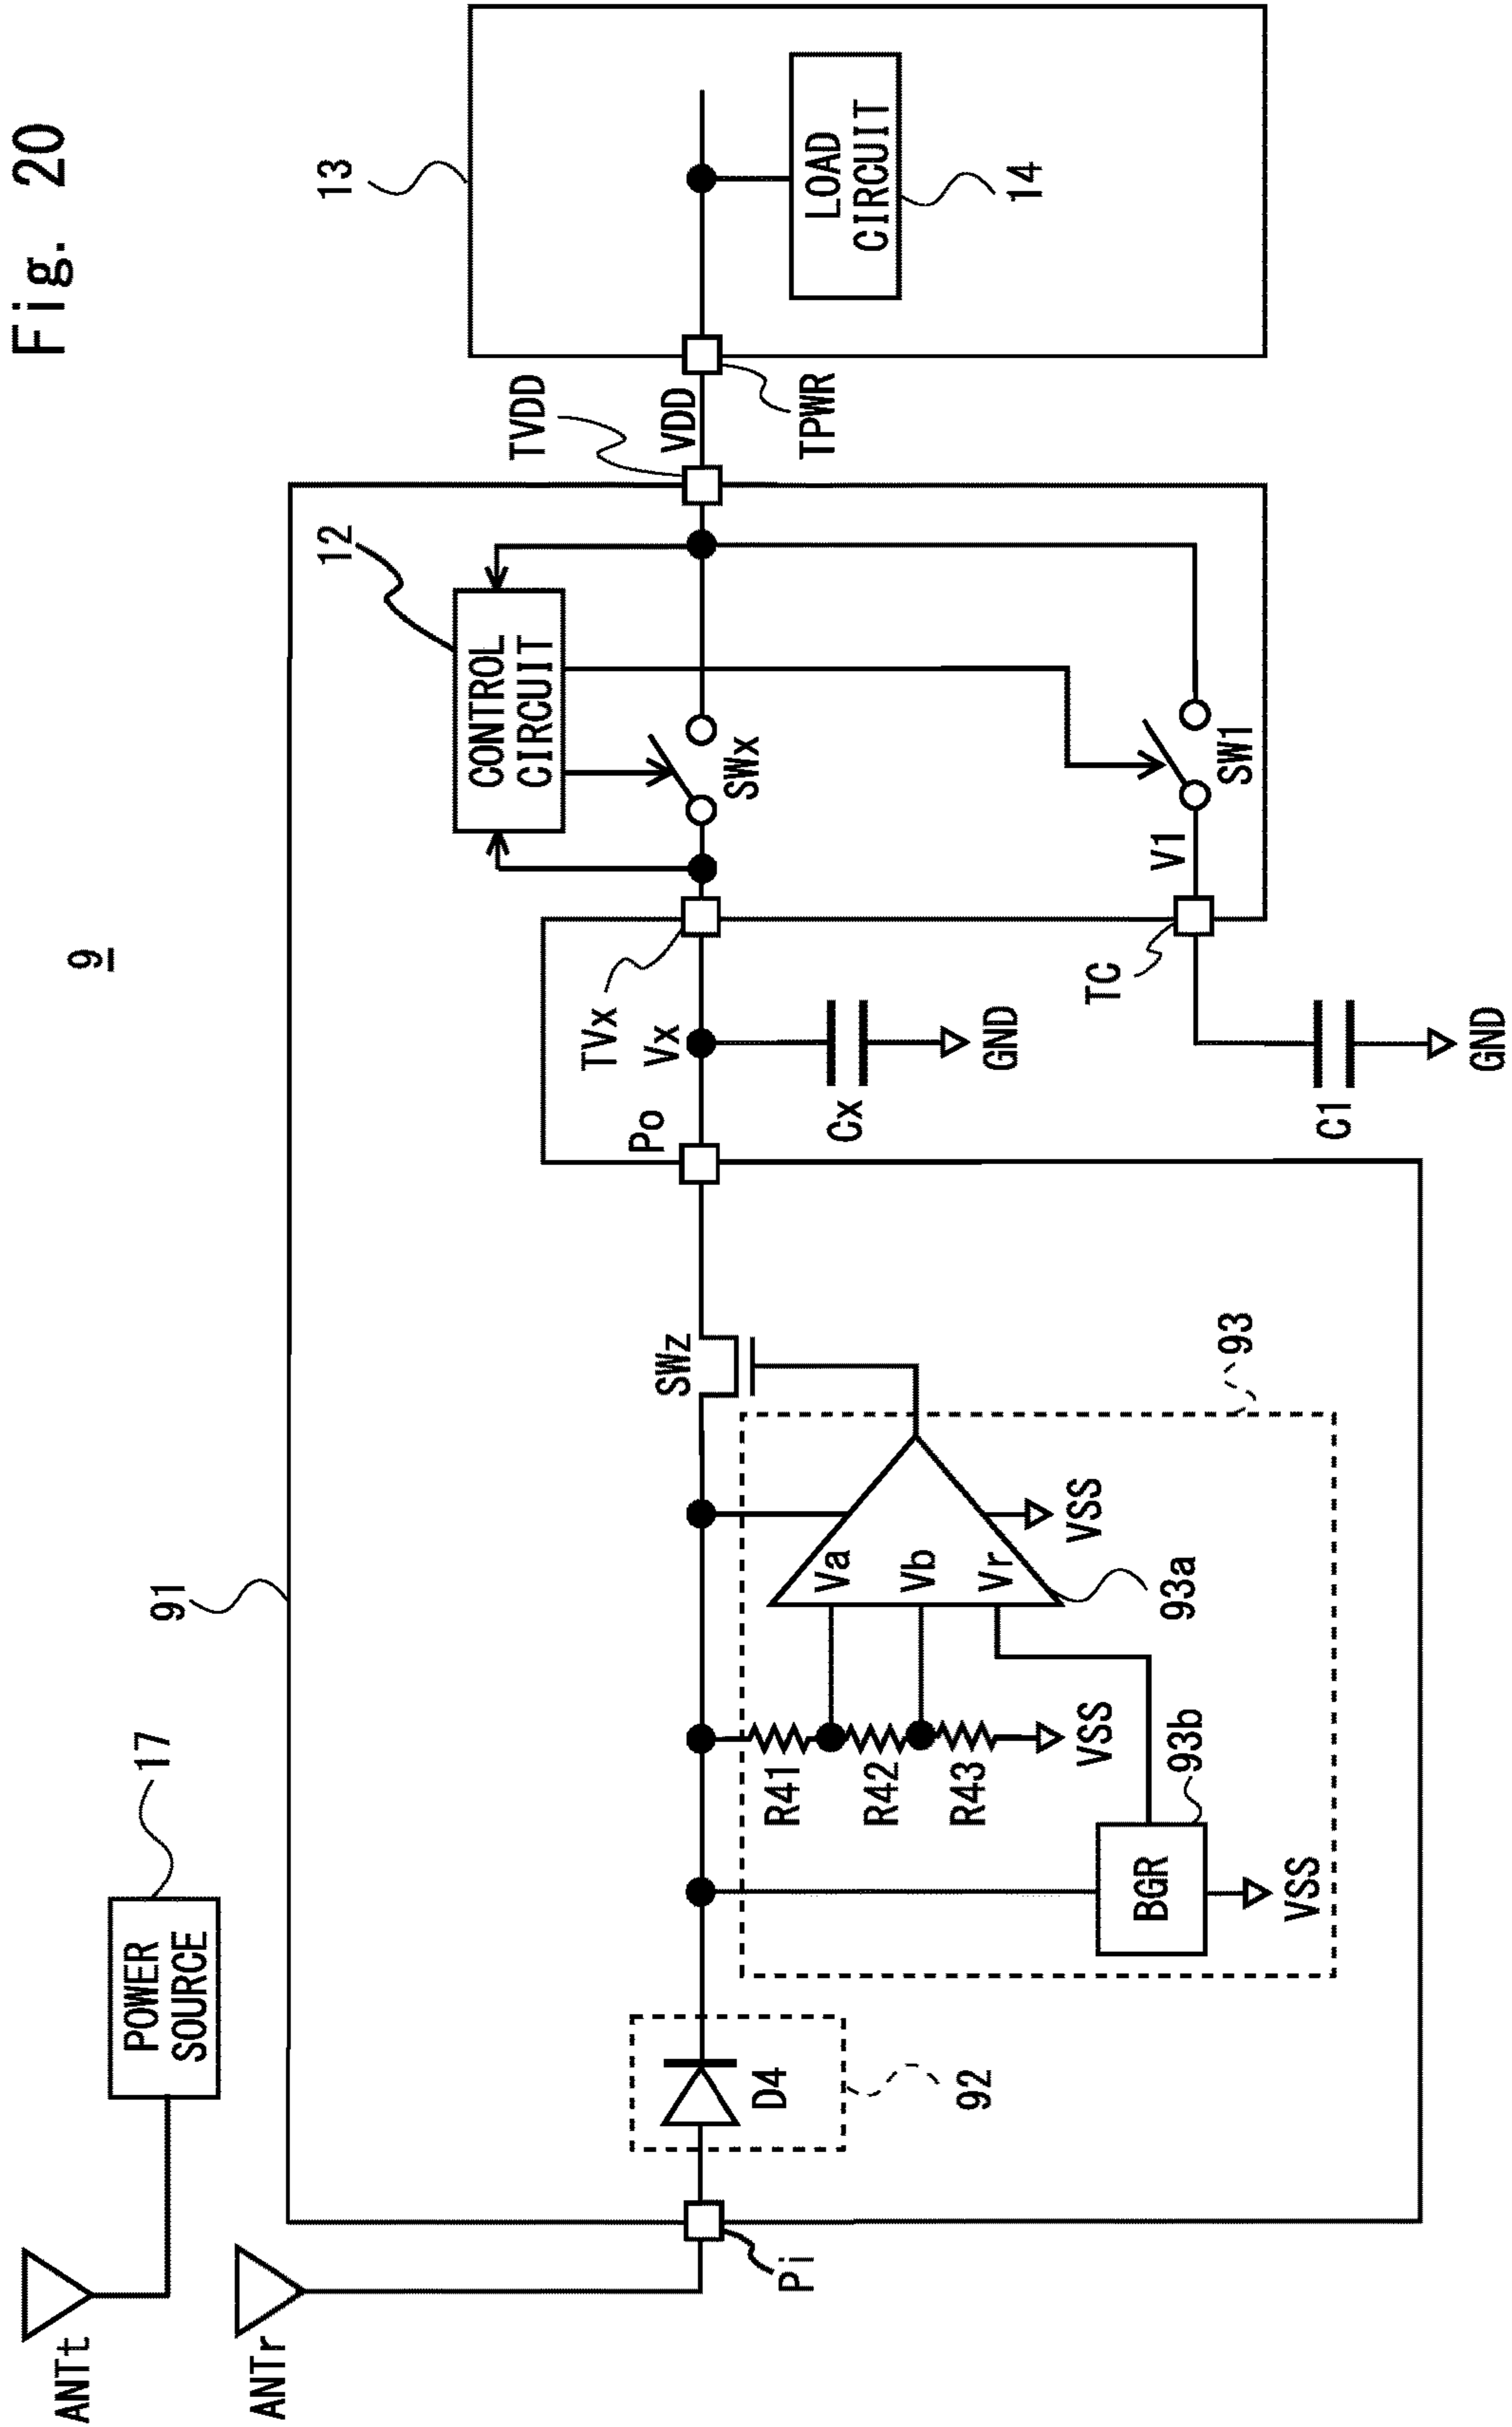 Fig. 20
9
ANTt
POWER
SOURCE
17
ANTr
91
12
13
CONTROL
CIRCUIT
TVDD
VDD
TPWR
LOAD
CIRCUIT
14
Pi
D4
92
SWz
Po
TVx
Vx
SWx
Cx
GND
R41
R42
R43
VSS
Va
Vb
Vr
VSS
93a
93
BGR
93b
VSS
TC
V1
SW1
C1
GND